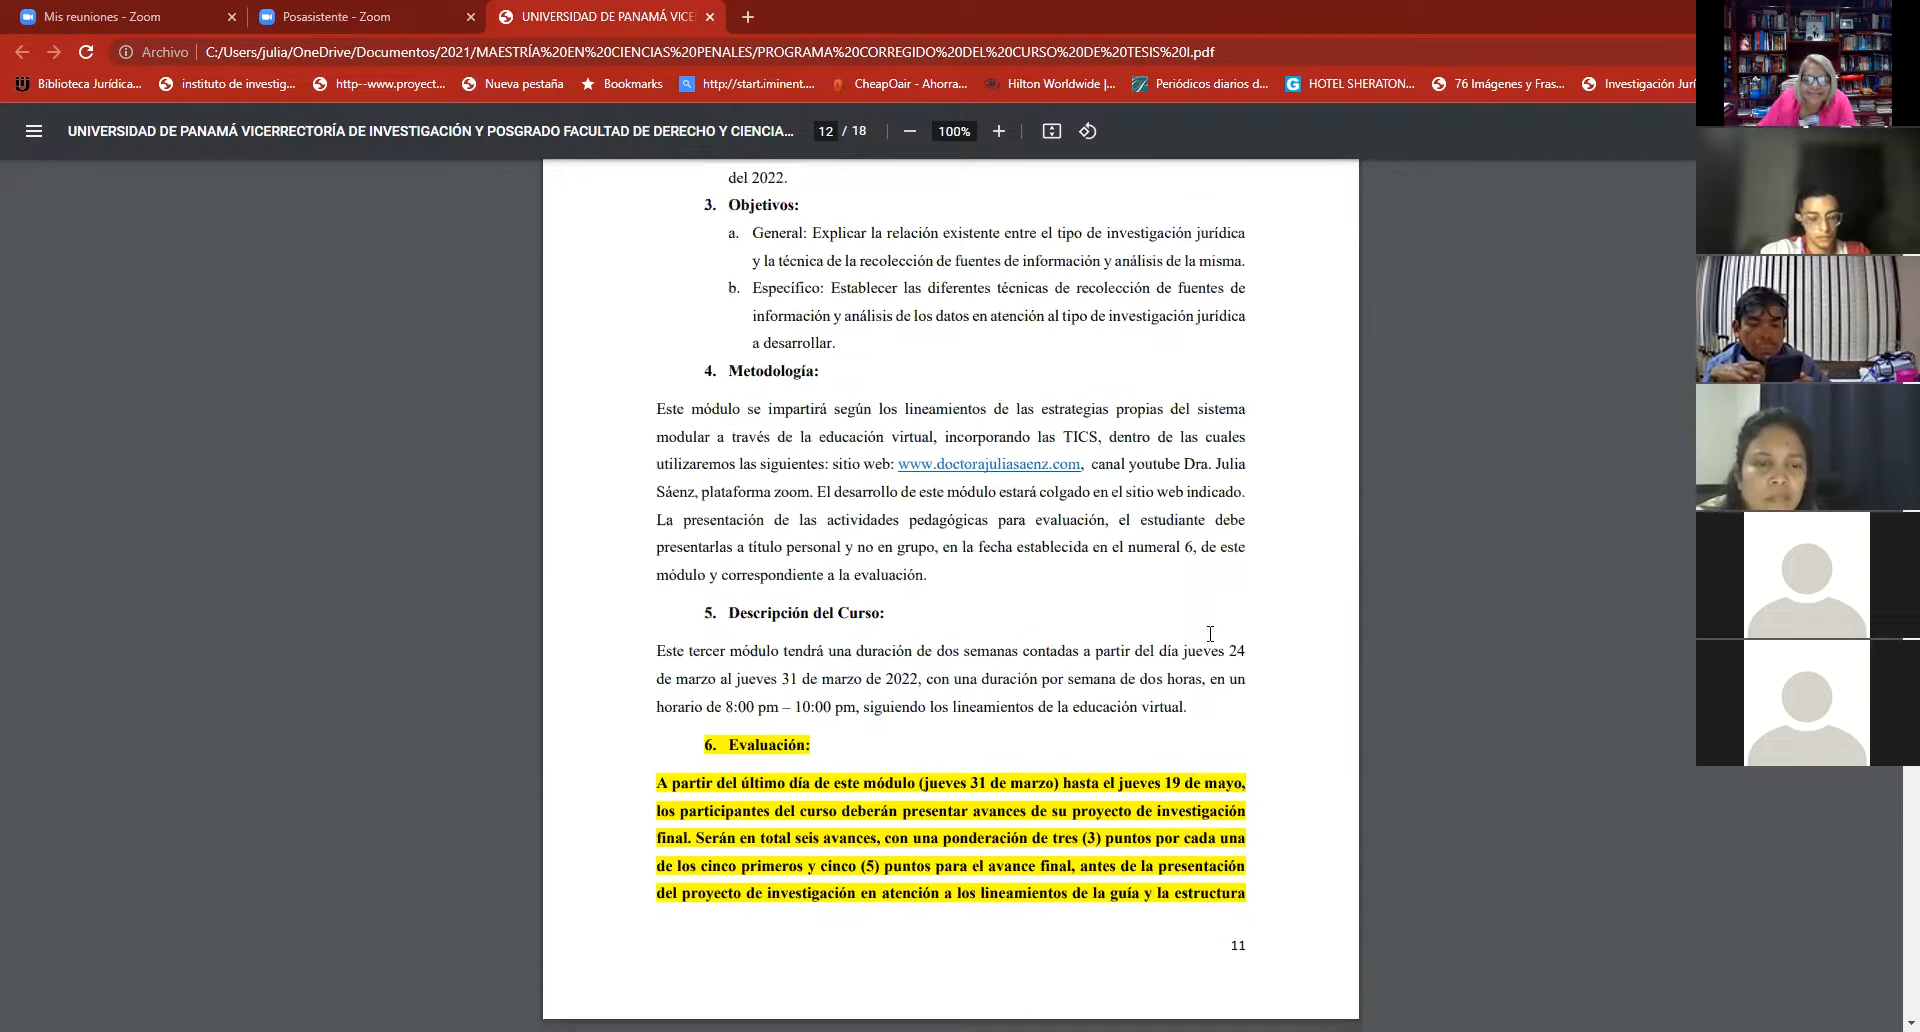 Mis reuniones - Zoom
Posasistente - Zoom
UNIVERSIDAD DE PANAMÁ VICE
Archivo
C:/Users/julia/OneDrive/Documentos/2021/MAESTRÍA%20EN%20CIENCIAS%20PENALES/PROGRAMA%20CORREGIDO%20DEL%20CURSO%20DE%20TESIS%20I.pdf
Biblioteca Jurídica...
instituto de investig...
http--www.proyect...
Nueva pestaña
Bookmarks
http://start.iminent....
CheapOair - Ahorra...
Hilton Worldwide |...
Periódicos diarios d...
HOTEL SHERATON...
76 Imágenes y Fras...
Investigación Jurí
UNIVERSIDAD DE PANAMÁ VICERRECTORÍA DE INVESTIGACIÓN Y POSGRADO FACULTAD DE DERECHO Y CIENCIA...
12 / 18
100%
del 2022.
3. Objetivos:
a. General: Explicar la relación existente entre el tipo de investigación jurídica
y la técnica de la recolección de fuentes de información y análisis de la misma.
b. Específico: Establecer las diferentes técnicas de recolección de fuentes de
información y análisis de los datos en atención al tipo de investigación jurídica
a desarrollar.
4. Metodología:
Este módulo se impartirá según los lineamientos de las estrategias propias del sistema
modular a través de la educación virtual, incorporando las TICS, dentro de las cuales
utilizaremos las siguientes: sitio web: www.doctorajuliasaenz.com, canal youtube Dra. Julia
Sáenz, plataforma zoom. El desarrollo de este módulo estará colgado en el sitio web indicado.
La presentación de las actividades pedagógicas para evaluación, el estudiante debe
presentarlas a título personal y no en grupo, en la fecha establecida en el numeral 6, de este
módulo y correspondiente a la evaluación.
5. Descripción del Curso:
Este tercer módulo tendrá una duración de dos semanas contadas a partir del día jueves 24
de marzo al jueves 31 de marzo de 2022, con una duración por semana de dos horas, en un
horario de 8:00 pm – 10:00 pm, siguiendo los lineamientos de la educación virtual.
6. Evaluación:
A partir del último día de este módulo (jueves 31 de marzo) hasta el jueves 19 de mayo,
los participantes del curso deberán presentar avances de su proyecto de investigación
final. Serán en total seis avances, con una ponderación de tres (3) puntos por cada una
de los cinco primeros y cinco (5) puntos para el avance final, antes de la presentación
del proyecto de investigación en atención a los lineamientos de la guía y la estructura
11